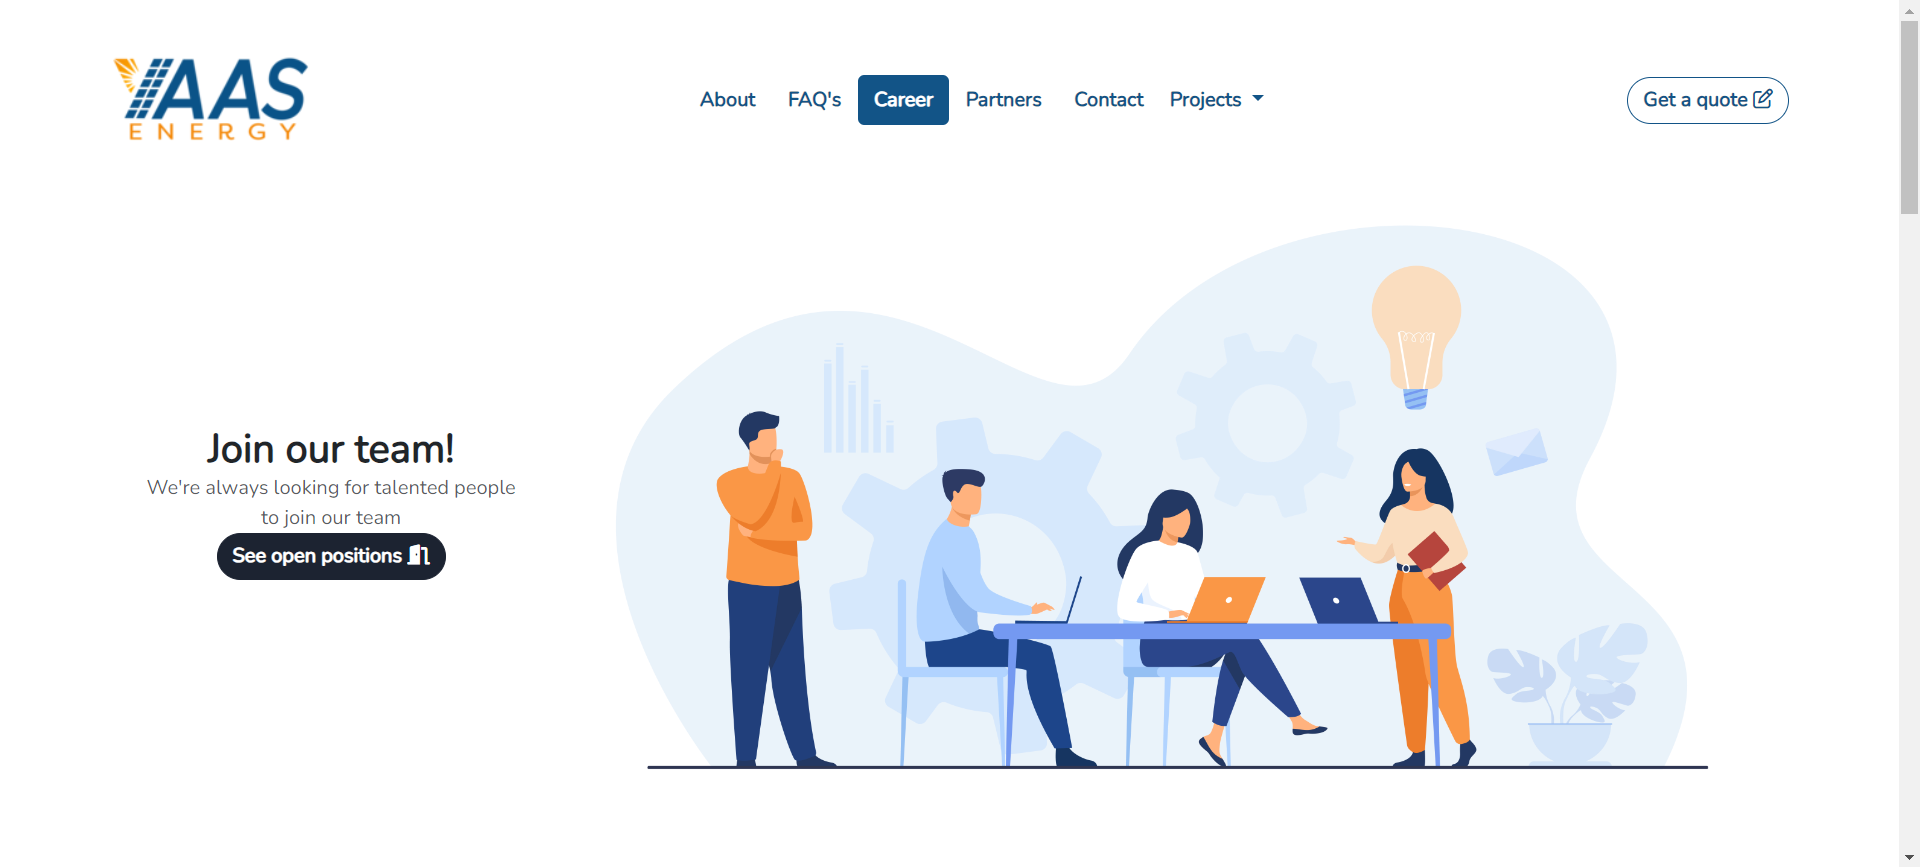 YAAS
ENERGY
About
FAQ's
Career
Partners
Contact
Projects
Get a quote
Join our team!
We're always looking for talented people
to join our team
See open positions